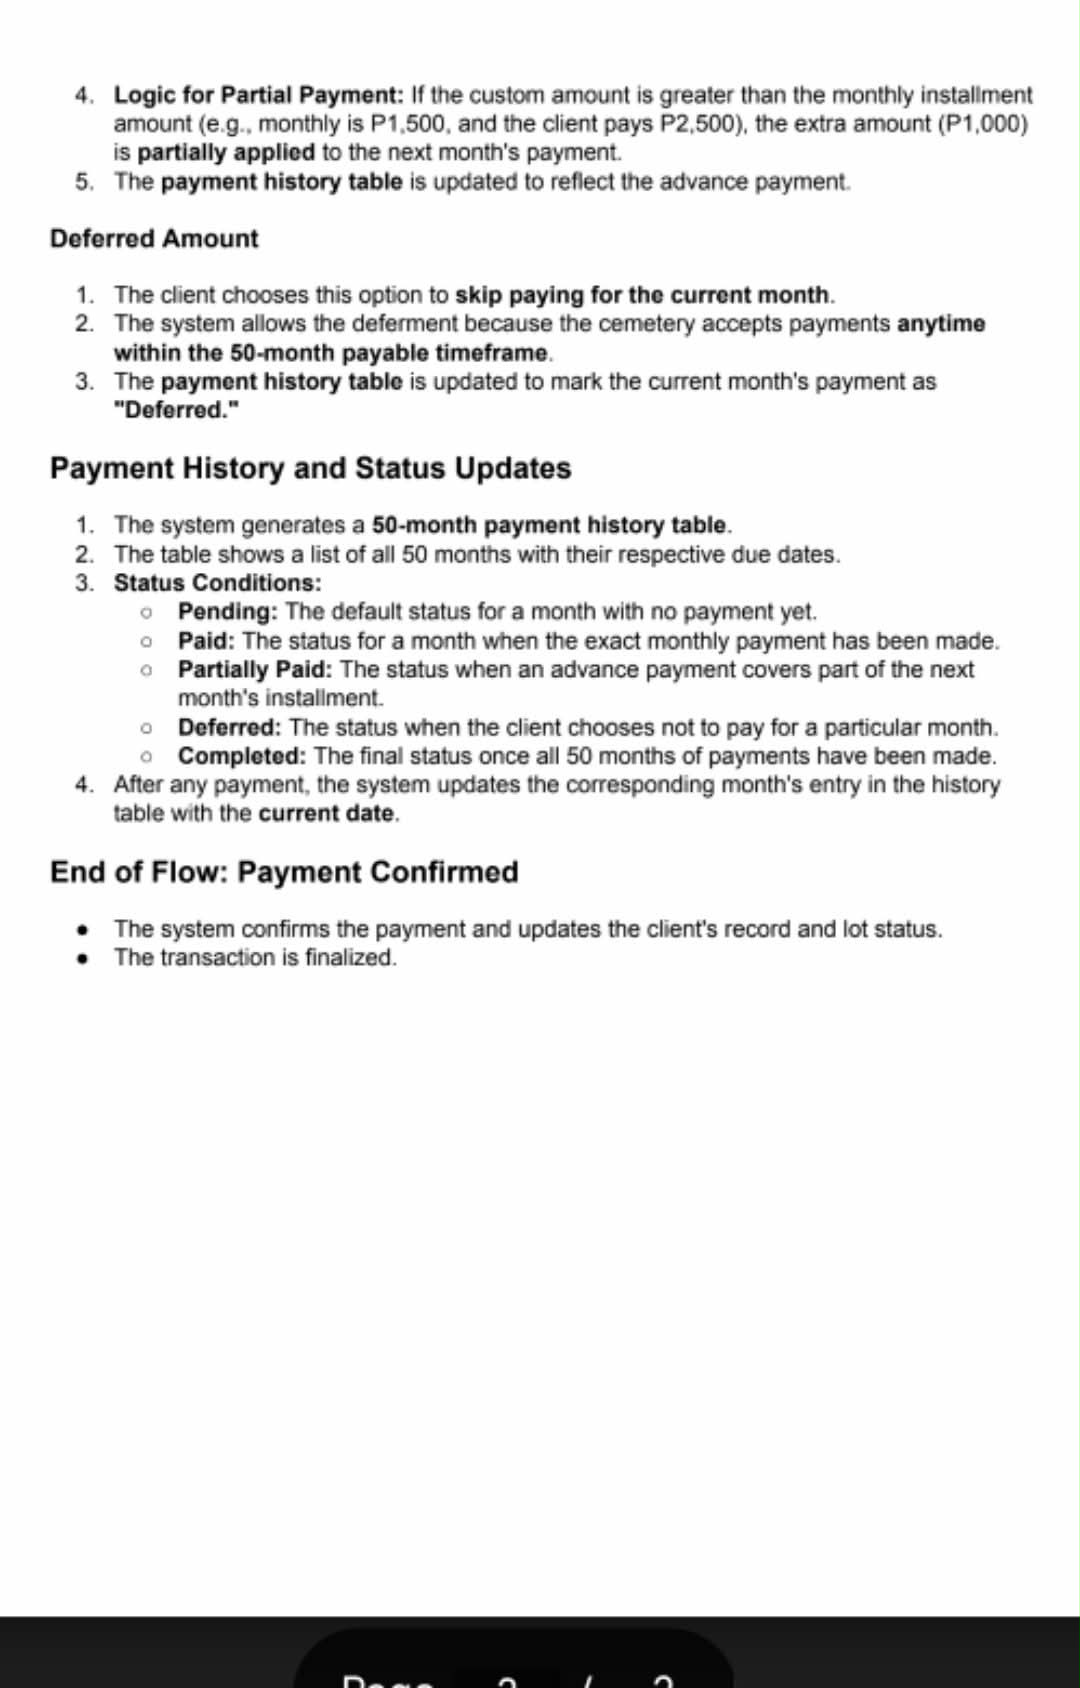 4. Logic for Partial Payment: If the custom amount is greater than the monthly installment
amount (e.g., monthly is P1,500, and the client pays P2,500), the extra amount (P1,000)
is partially applied to the next month's payment.
5. The payment history table is updated to reflect the advance payment.
Deferred Amount
1. The client chooses this option to skip paying for the current month.
2. The system allows the deferment because the cemetery accepts payments anytime
within the 50-month payable timeframe.
3. The payment history table is updated to mark the current month's payment as
"Deferred."
Payment History and Status Updates
1. The system generates a 50-month payment history table.
2. The table shows a list of all 50 months with their respective due dates.
3. Status Conditions:
○ Pending: The default status for a month with no payment yet.
○ Paid: The status for a month when the exact monthly payment has been made.
○ Partially Paid: The status when an advance payment covers part of the next
month's installment.
○ Deferred: The status when the client chooses not to pay for a particular month.
○ Completed: The final status once all 50 months of payments have been made.
4. After any payment, the system updates the corresponding month's entry in the history
table with the current date.
End of Flow: Payment Confirmed
● The system confirms the payment and updates the client's record and lot status.
● The transaction is finalized.
Page